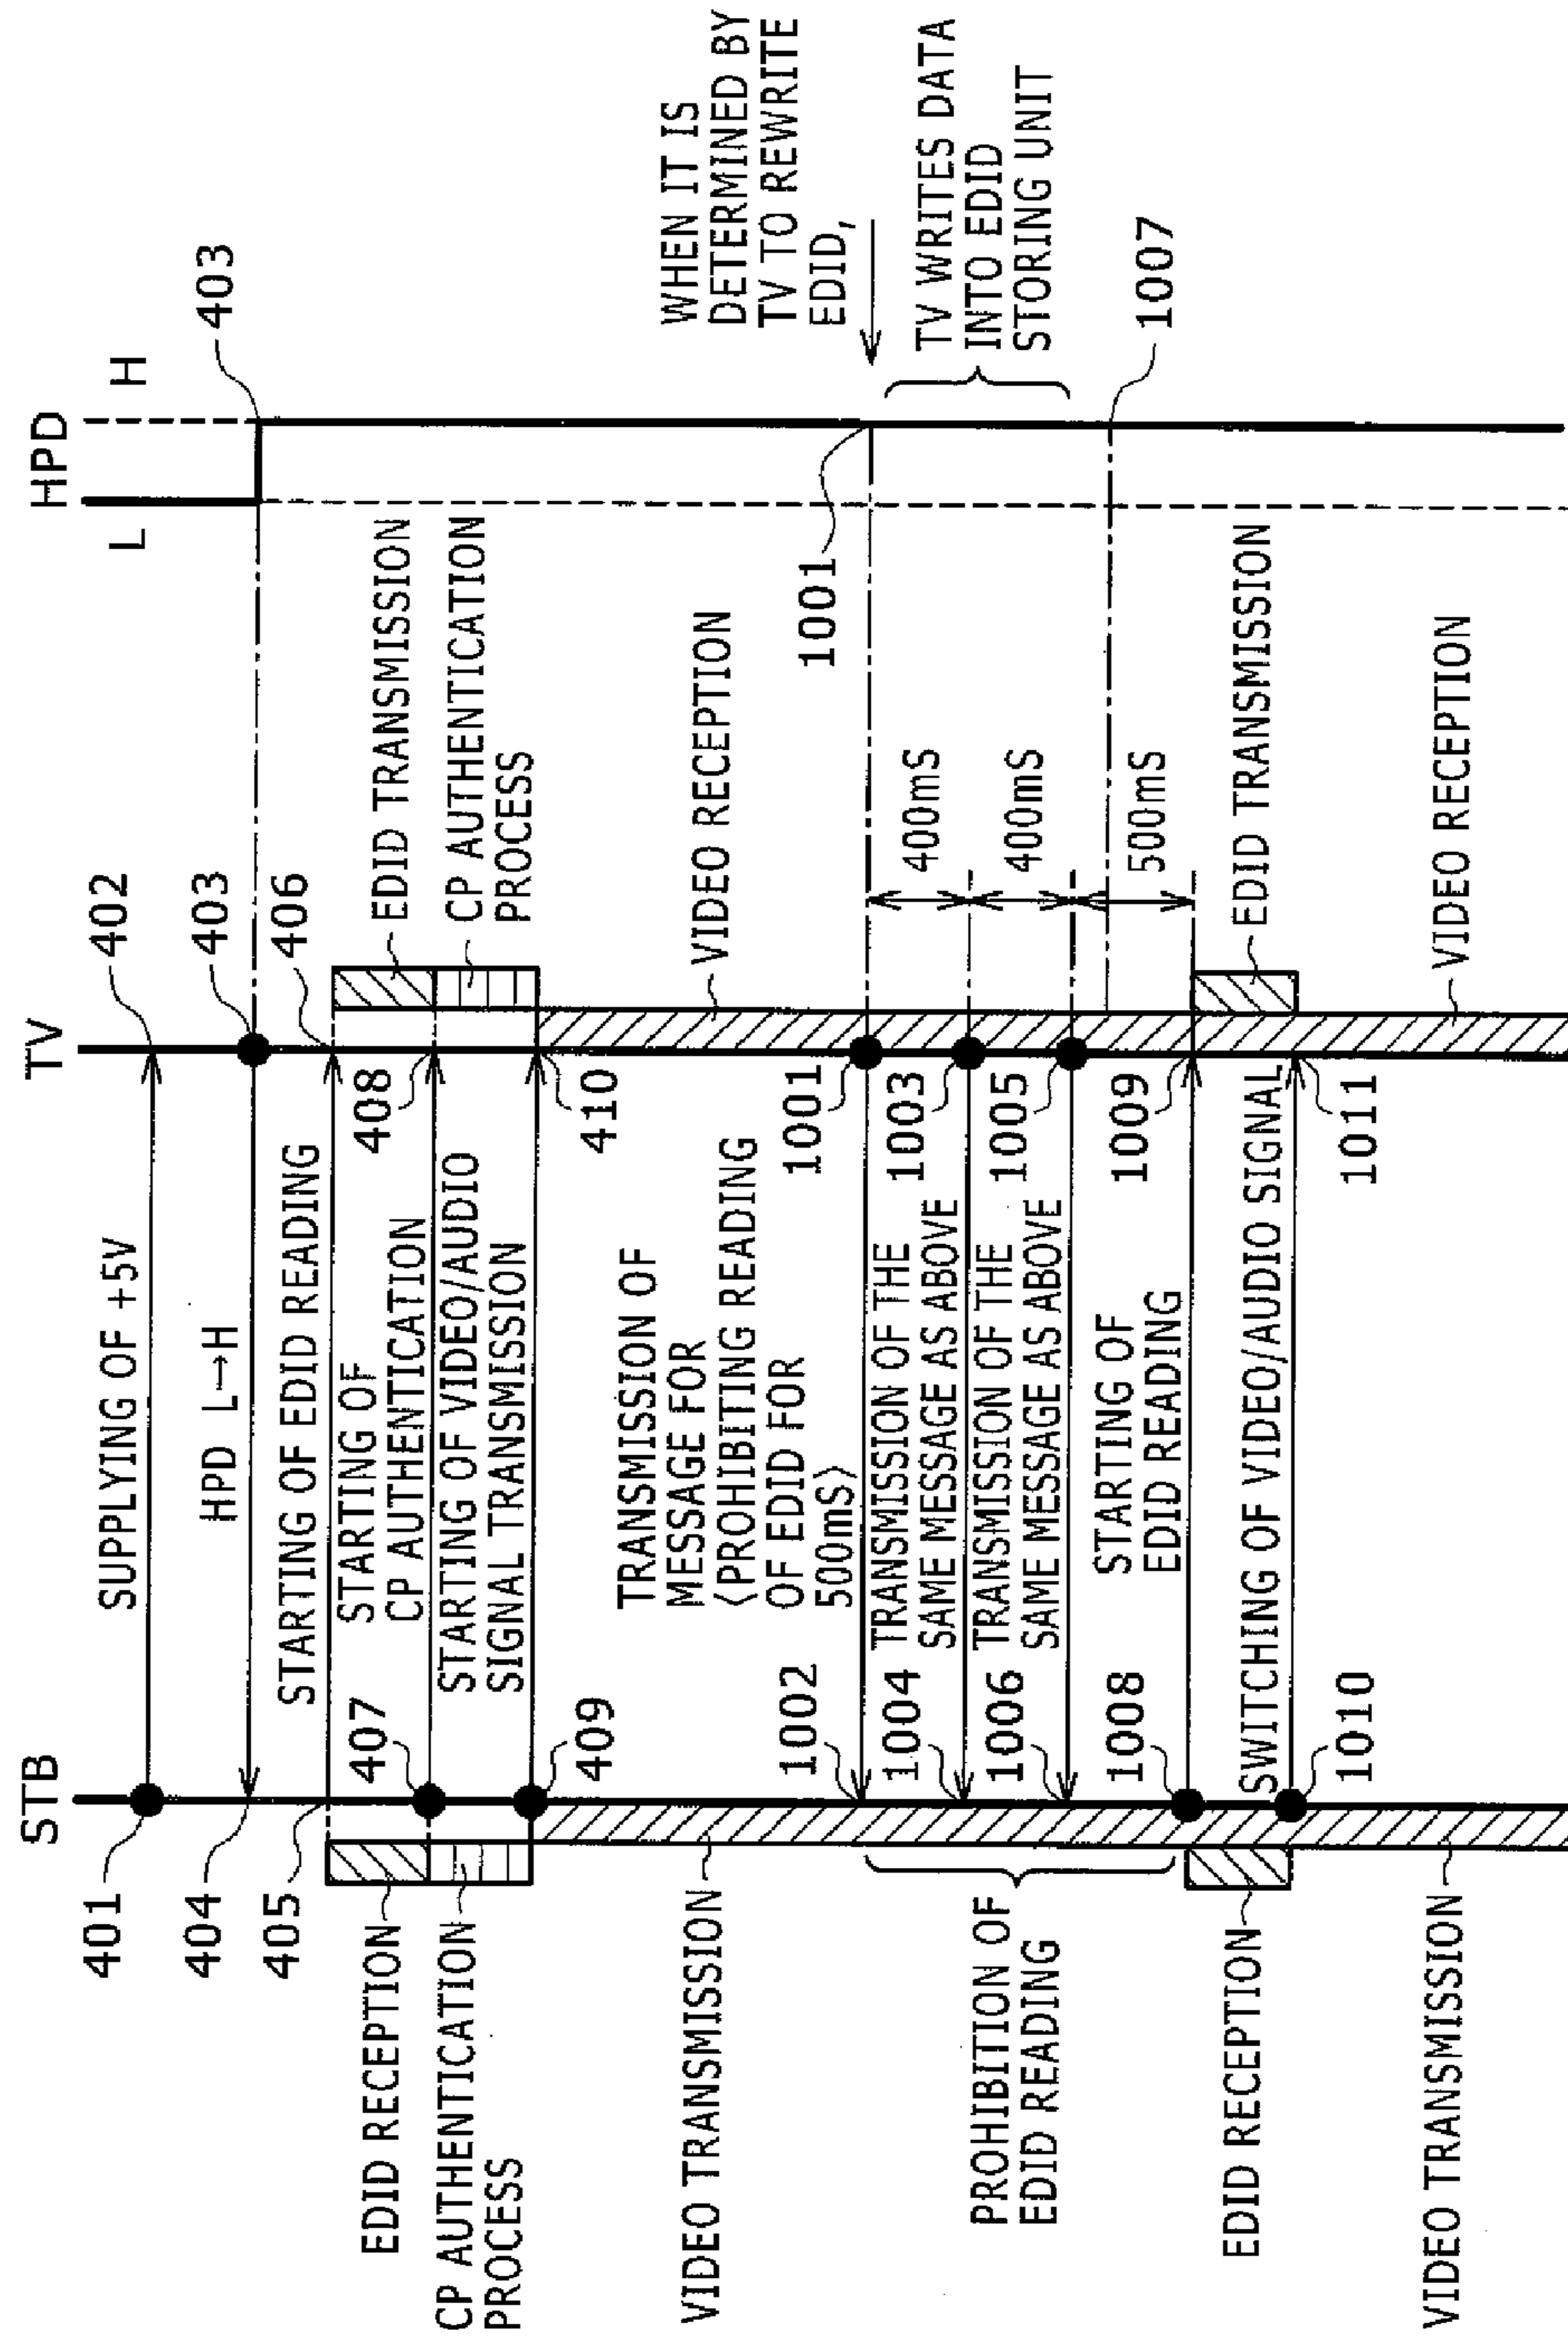 STB
TV
HPD
L
H
401
SUPPLYING OF +5V
402
404
HPD L→H
403
403
405
STARTING OF EDID READING
406
EDID RECEPTION
407
STARTING OF
CP AUTHENTICATION
408
EDID TRANSMISSION
CP AUTHENTICATION
PROCESS
409
STARTING OF VIDEO/AUDIO
SIGNAL TRANSMISSION
410
CP AUTHENTICATION
PROCESS
VIDEO TRANSMISSION
TRANSMISSION OF
MESSAGE FOR
<PROHIBITING READING
OF EDID FOR
500mS>
VIDEO RECEPTION
WHEN IT IS
DETERMINED BY
TV TO REWRITE
EDID,
1002
1001
1001
1004
TRANSMISSION OF THE
SAME MESSAGE AS ABOVE
1003
400mS
TV WRITES DATA
INTO EDID
STORING UNIT
1006
TRANSMISSION OF THE
SAME MESSAGE AS ABOVE
1005
400mS
PROHIBITION OF
EDID READING
1008
STARTING OF
EDID READING
1009
500mS
1007
EDID RECEPTION
SWITCHING OF VIDEO/AUDIO SIGNAL
EDID TRANSMISSION
1010
1011
VIDEO TRANSMISSION
VIDEO RECEPTION